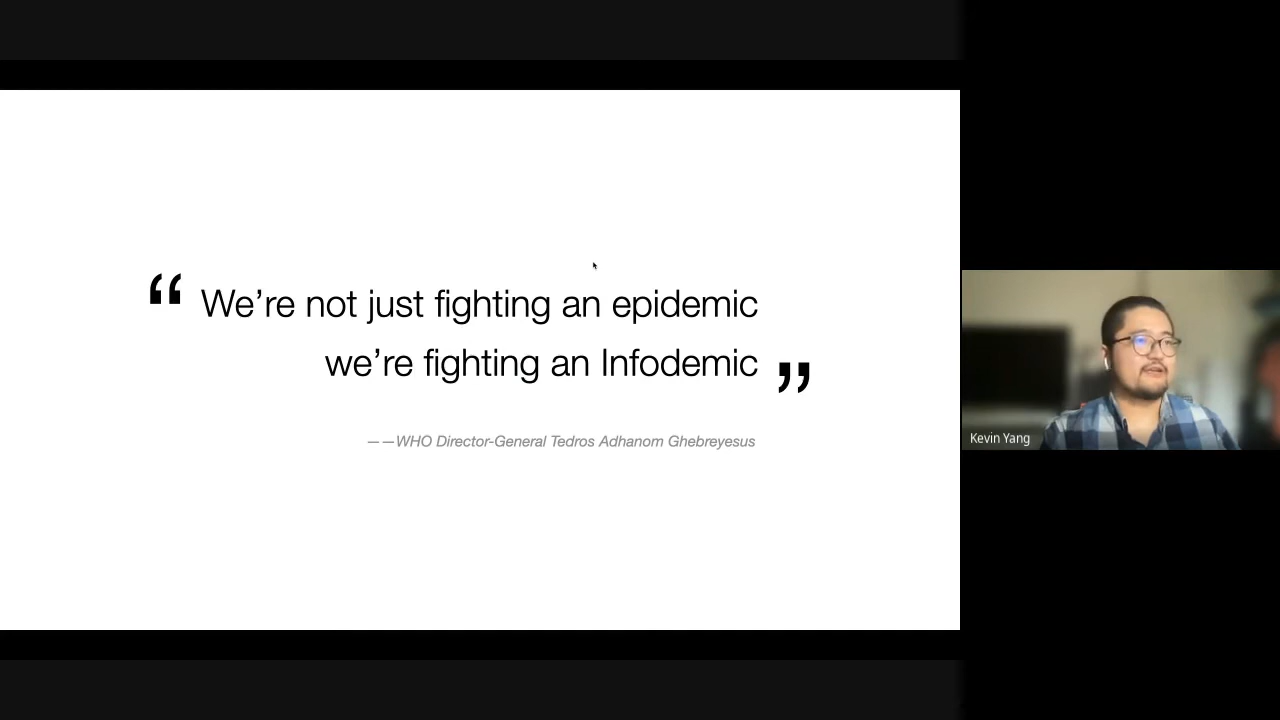 “ We’re not just fighting an epidemic
we’re fighting an Infodemic ”
——WHO Director-General Tedros Adhanom Ghebreyesus
Kevin Yang